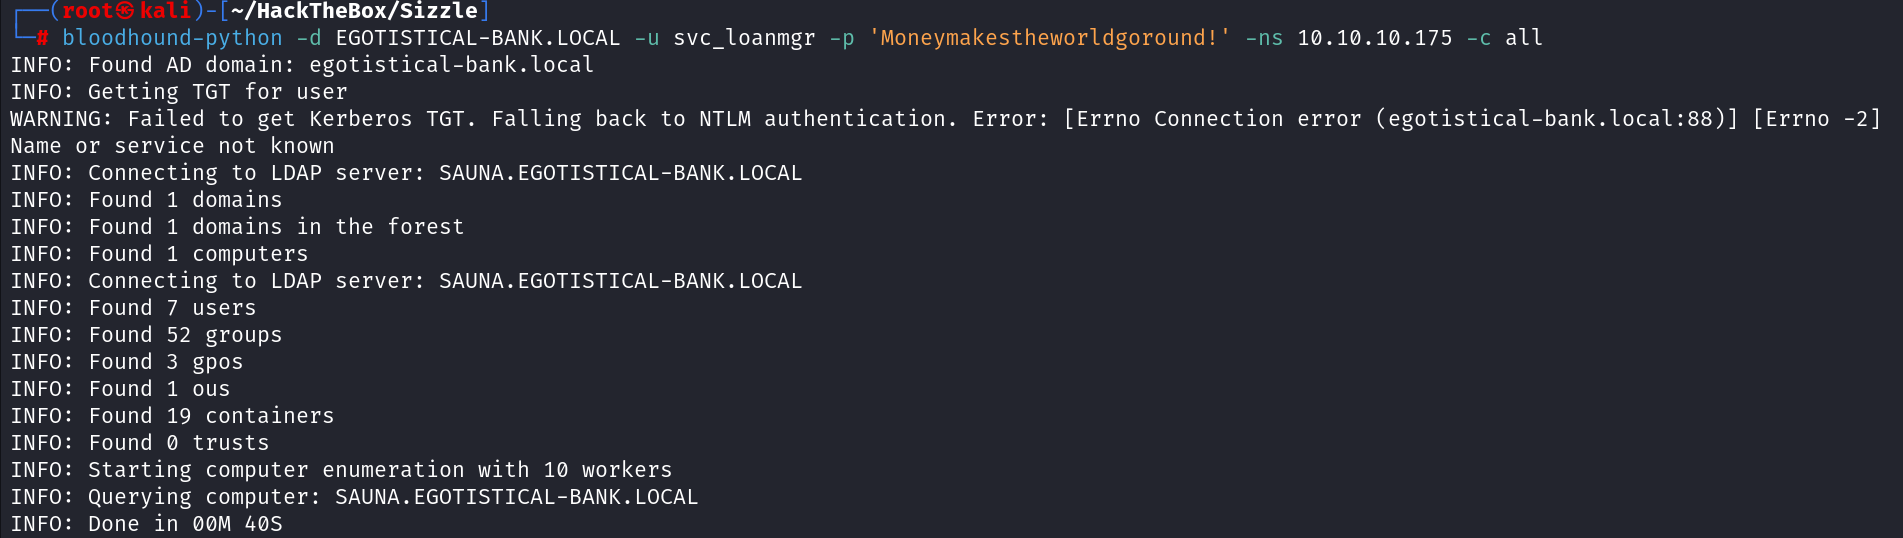 ┌──(root㉿kali)-[~/HackTheBox/Sizzle]
└─# bloodhound-python -d EGOTISTICAL-BANK.LOCAL -u svc_loanmgr -p 'Moneymakestheworldgoround!' -ns 10.10.10.175 -c all
INFO: Found AD domain: egotistical-bank.local
INFO: Getting TGT for user
WARNING: Failed to get Kerberos TGT. Falling back to NTLM authentication. Error: [Errno Connection error (egotistical-bank.local:88)] [Errno -2]
Name or service not known
INFO: Connecting to LDAP server: SAUNA.EGOTISTICAL-BANK.LOCAL
INFO: Found 1 domains
INFO: Found 1 domains in the forest
INFO: Found 1 computers
INFO: Connecting to LDAP server: SAUNA.EGOTISTICAL-BANK.LOCAL
INFO: Found 7 users
INFO: Found 52 groups
INFO: Found 3 gpos
INFO: Found 1 ous
INFO: Found 19 containers
INFO: Found 0 trusts
INFO: Starting computer enumeration with 10 workers
INFO: Querying computer: SAUNA.EGOTISTICAL-BANK.LOCAL
INFO: Done in 00M 40S